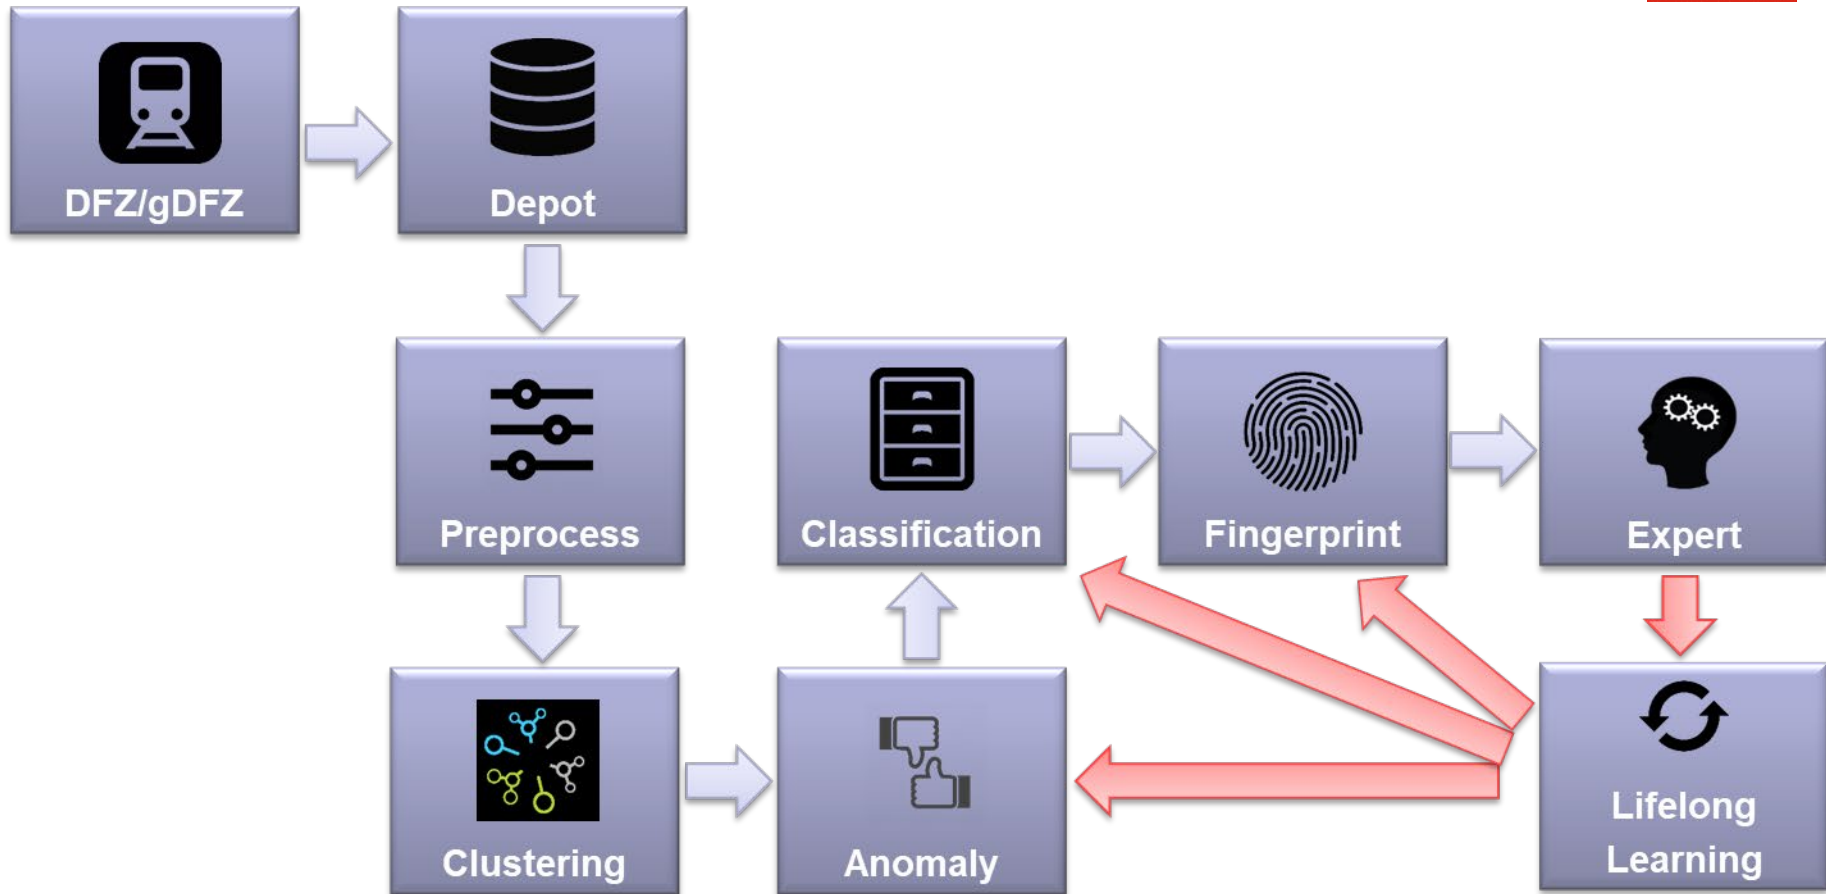 DFZ/gDFZ
Depot
Preprocess
Classification
Fingerprint
Expert
Clustering
Anomaly
Lifelong
Learning